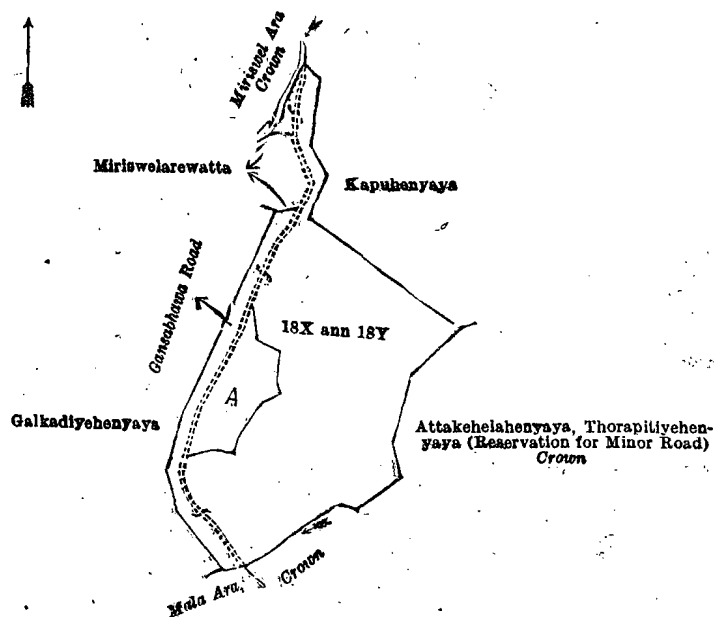 Miriswel Ara
Crown
Miriswelarewatta
Kapuhenyaya
Gansabhawa Road
18X ann 18Y
A
Galkadiyehenyaya
Attakehelahenyaya, Thorapitiyehen-
yaya (Reservation for Minor Road)
Crown
Mala Ara,
Crown